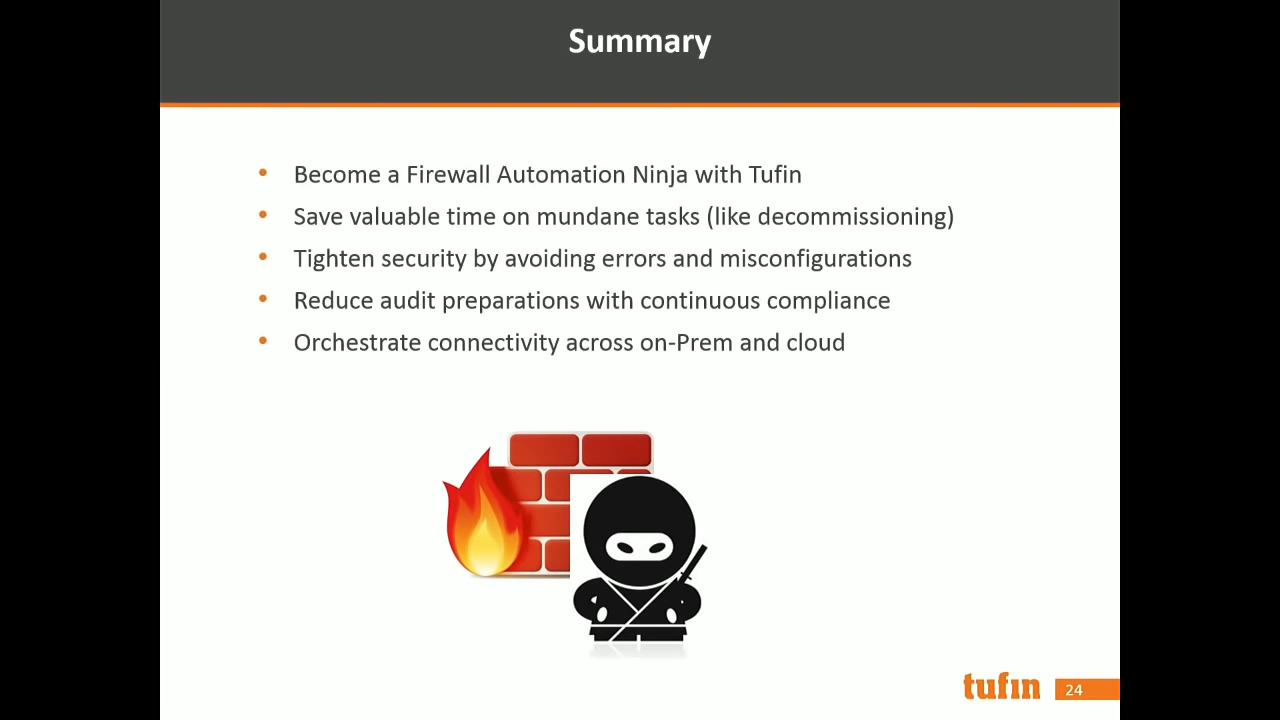 Summary
• Become a Firewall Automation Ninja with Tufin
• Save valuable time on mundane tasks (like decommissioning)
• Tighten security by avoiding errors and misconfigurations
• Reduce audit preparations with continuous compliance
• Orchestrate connectivity across on-Prem and cloud
tufin 24